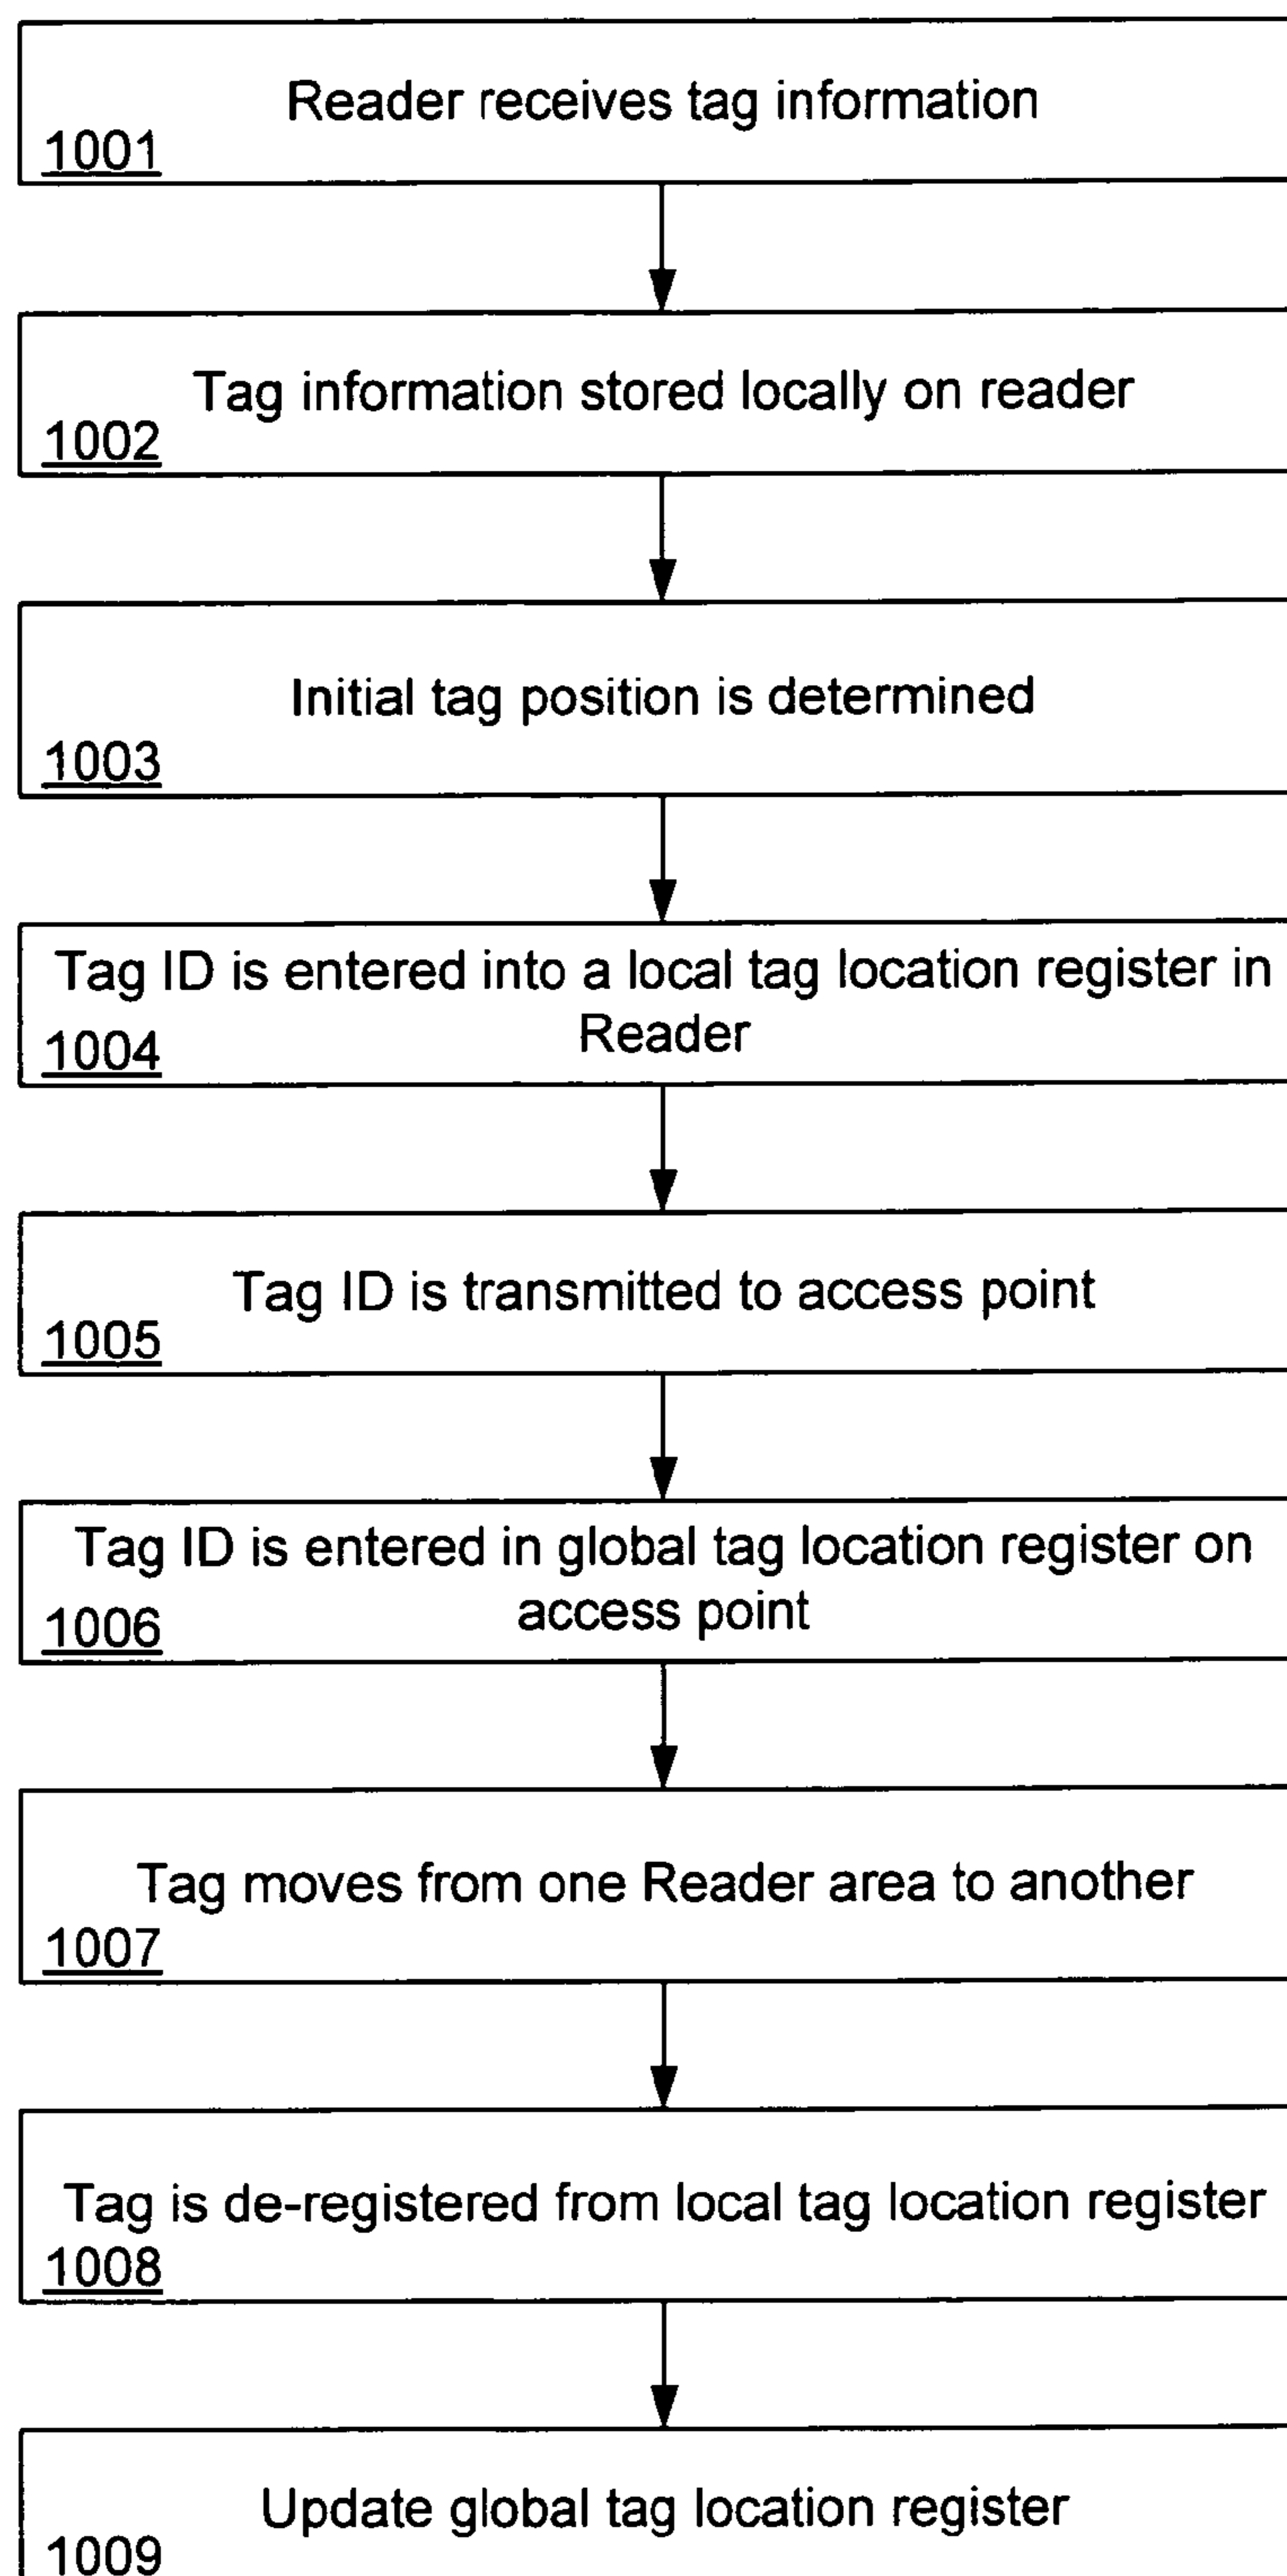 Reader receives tag information
1001
Tag information stored locally on reader
1002
Initial tag position is determined
1003
Tag ID is entered into a local tag location register in
Reader
1004
Tag ID is transmitted to access point
1005
Tag ID is entered in global tag location register on
access point
1006
Tag moves from one Reader area to another
1007
Tag is de-registered from local tag location register
1008
Update global tag location register
1009